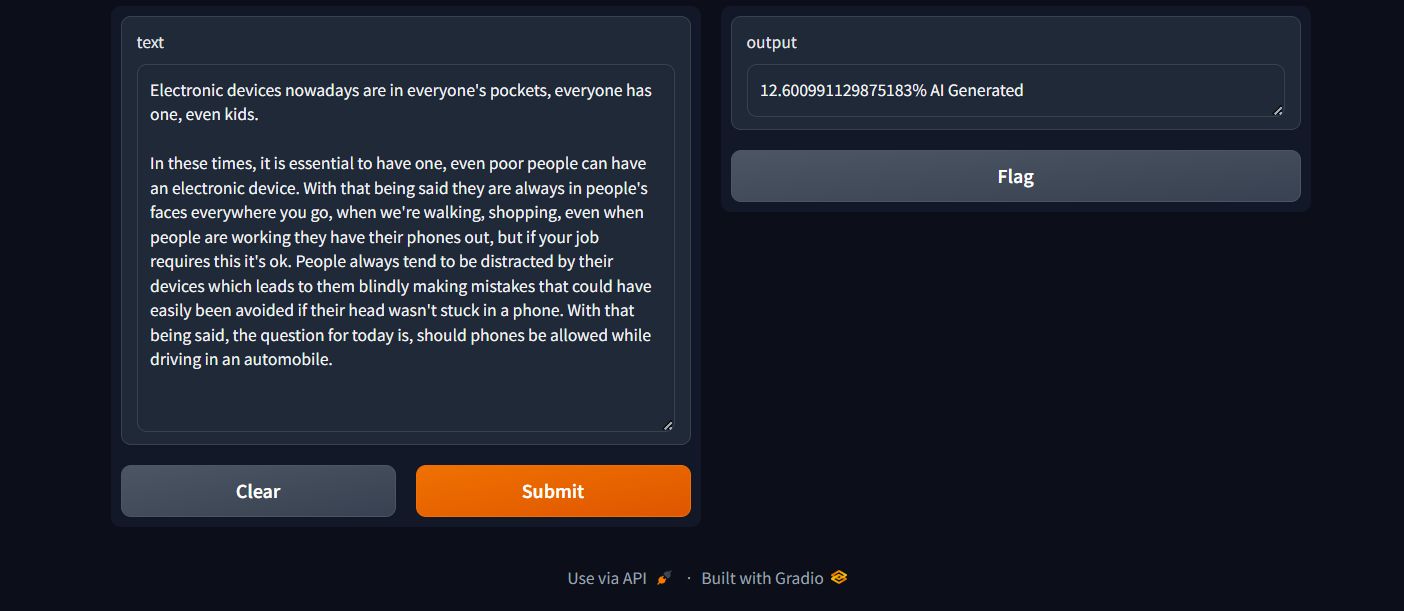 text
Electronic devices nowadays are in everyone's pockets, everyone has
one, even kids.
In these times, it is essential to have one, even poor people can have
an electronic device. With that being said they are always in people's
faces everywhere you go, when we're walking, shopping, even when
people are working they have their phones out, but if your job
requires this it's ok. People always tend to be distracted by their
devices which leads to them blindly making mistakes that could have
easily been avoided if their head wasn't stuck in a phone. With that
being said, the question for today is, should phones be allowed while
driving in an automobile.
Clear
Submit
output
12.600991129875183% AI Generated
Flag
Use via API · Built with Gradio